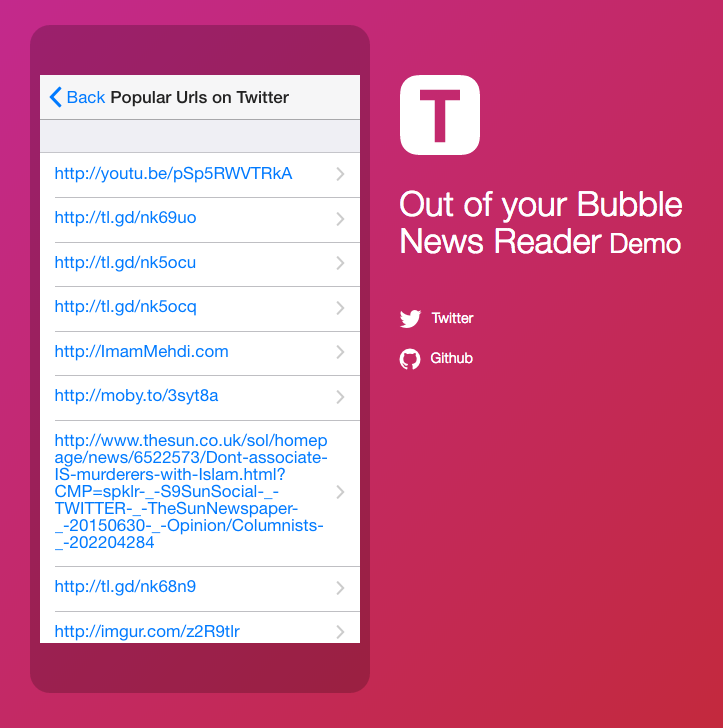 Back Popular Urls on Twitter
http://youtu.be/pSp5RWVTRkA
http://tl.gd/nk69uo
http://tl.gd/nk5ocu
http://tl.gd/nk5ocq
http://ImamMehdi.com
http://moby.to/3syt8a
http://www.thesun.co.uk/sol/homep
age/news/6522573/Dont-associate-
IS-murderers-with-Islam.html?
CMP=spklr-_-S9SunSocial-_-
TWITTER-_-TheSunNewspaper-
_-20150630-_-Opinion/Columnists-
_-202204284
http://tl.gd/nk68n9
http://imgur.com/z2R9tlr
T
Out of your Bubble
News Reader Demo
Twitter
Github